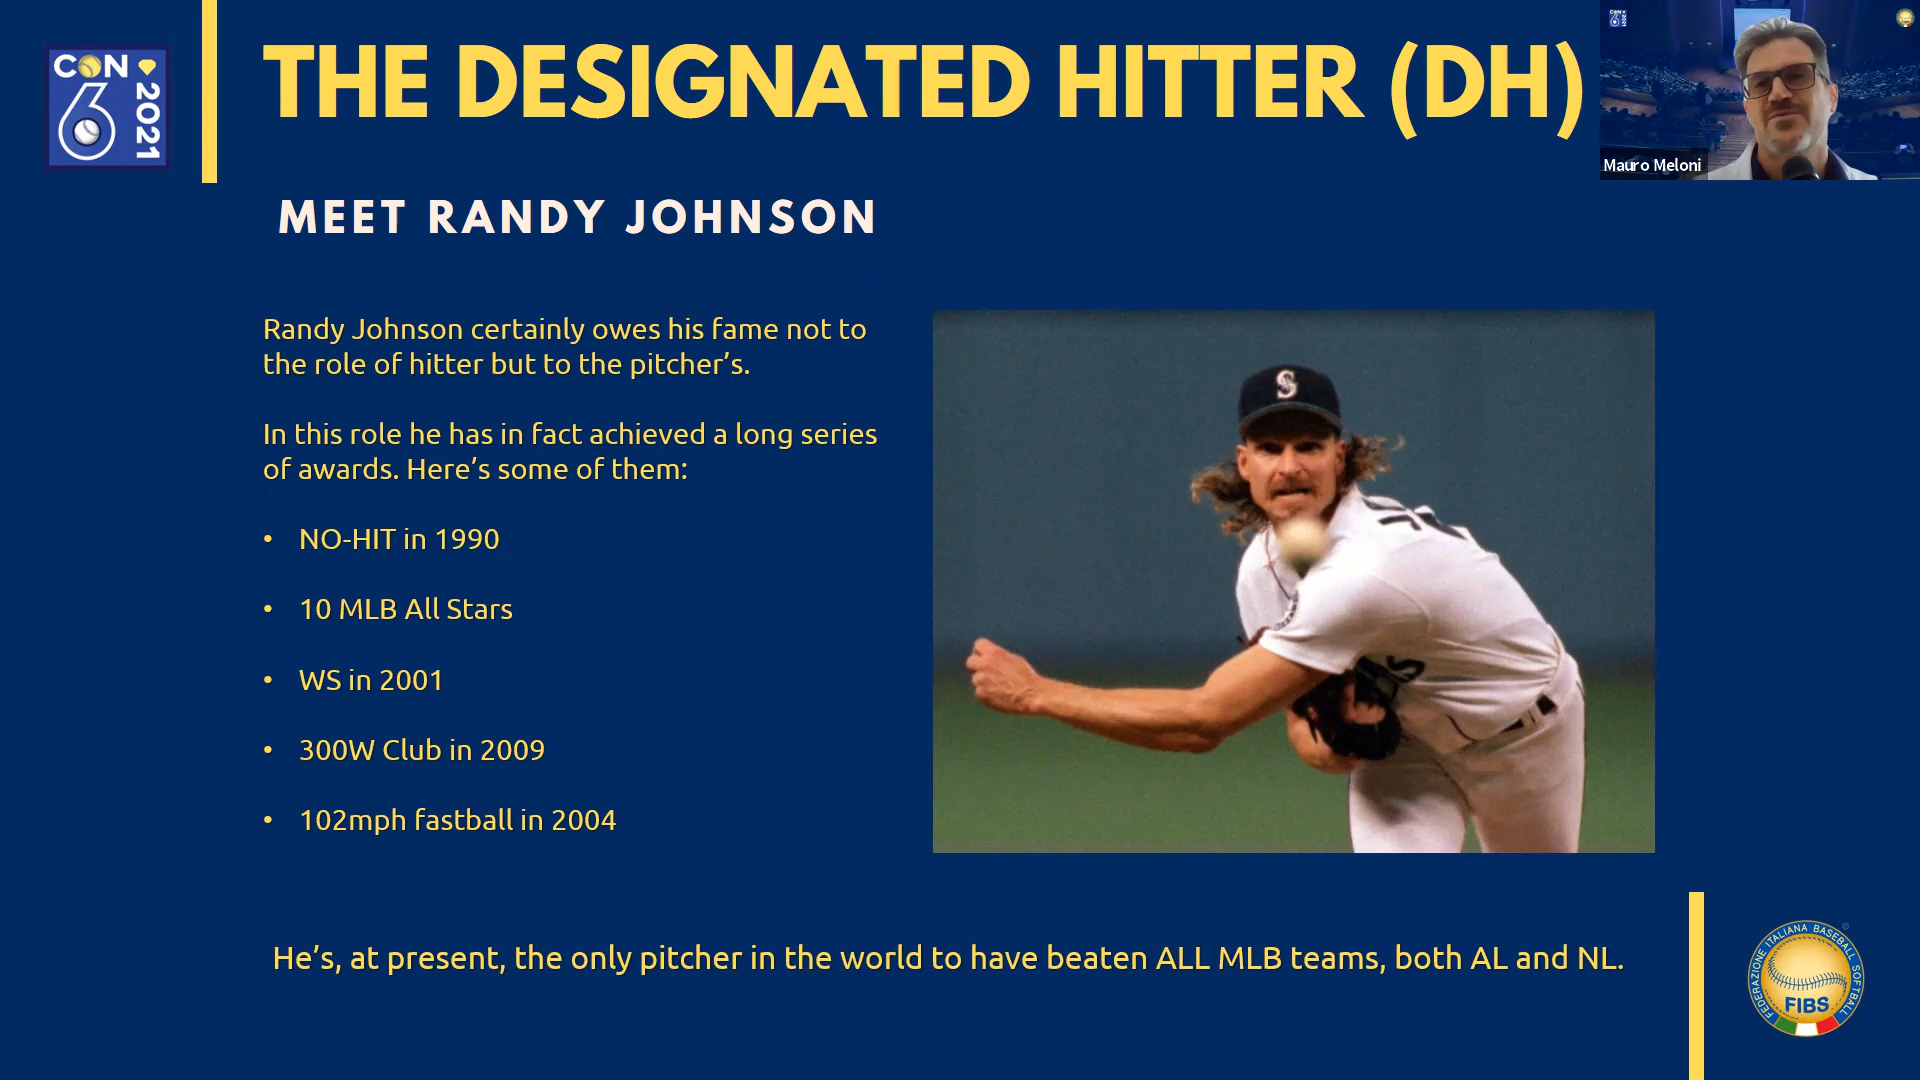 CON
6
2021
THE DESIGNATED HITTER (DH)
Mauro Meloni
MEET RANDY JOHNSON
Randy Johnson certainly owes his fame not to
the role of hitter but to the pitcher’s.
In this role he has in fact achieved a long series
of awards. Here’s some of them:
• NO-HIT in 1990
• 10 MLB All Stars
• WS in 2001
• 300W Club in 2009
• 102mph fastball in 2004
S
He’s, at present, the only pitcher in the world to have beaten ALL MLB teams, both AL and NL.
FEDERAZIONE ITALIANA BASEBALL SOFTBALL
FIBS